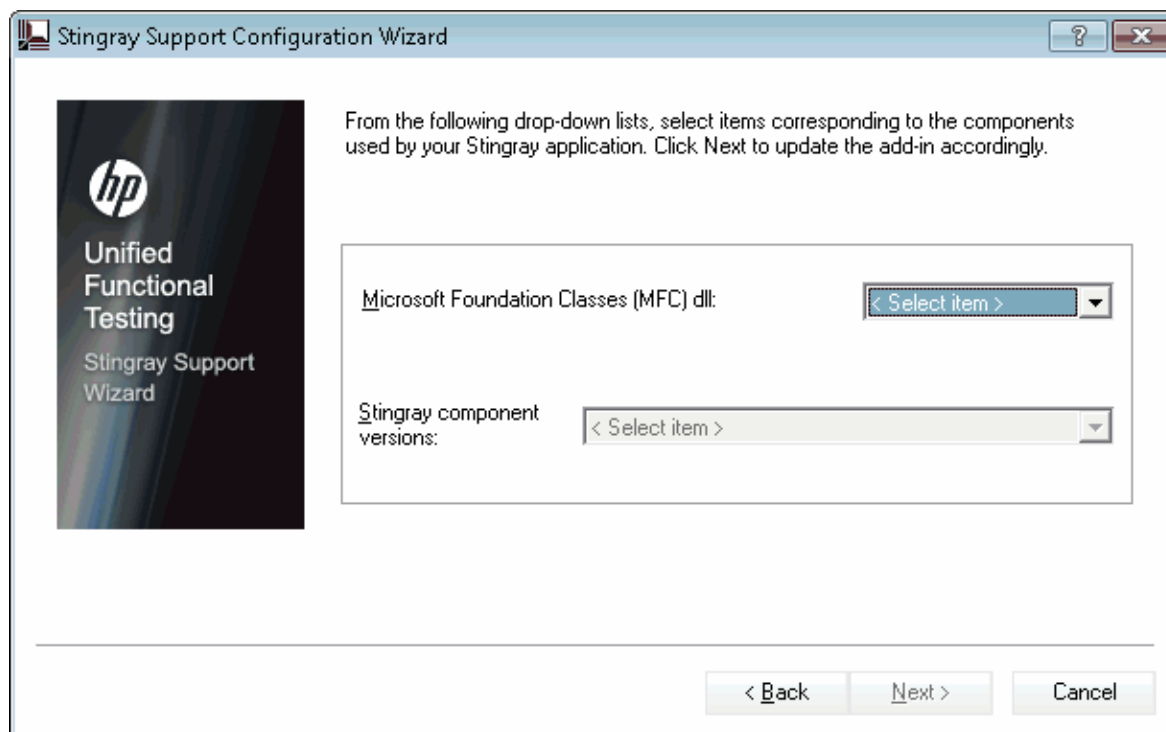 Stingray Support Configuration Wizard
?
hp
Unified
Functional
Testing
Stingray Support
Wizard
From the following drop-down lists, select items corresponding to the components
used by your Stingray application. Click Next to update the add-in accordingly.
Microsoft Foundation Classes (MFC) dll:
< Select item >
Stingray component
versions:
< Select item >
< Back
Next >
Cancel